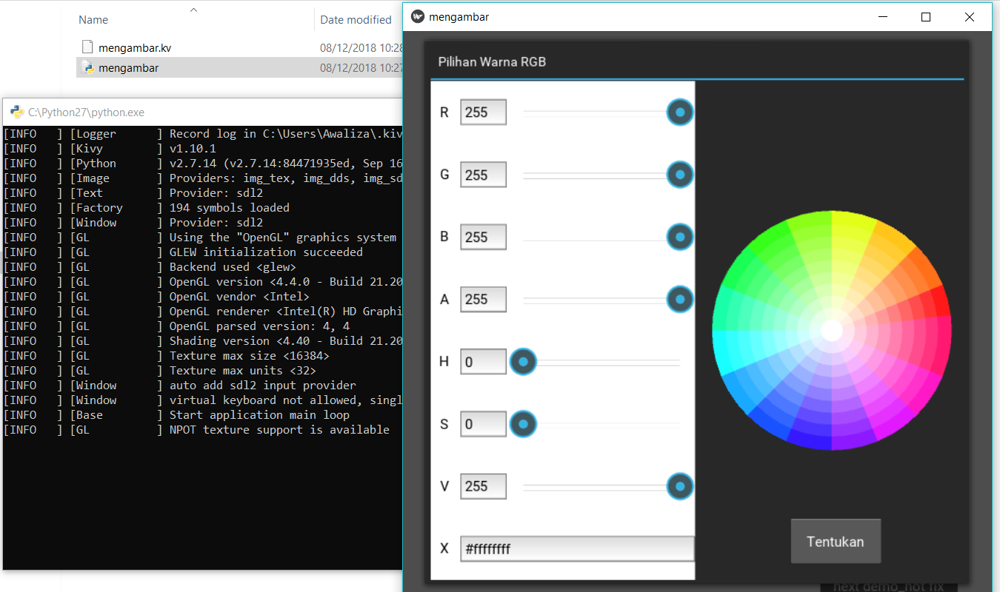 Name
Date modified
mengambar.kv
08/12/2018 10:28
mengambar
08/12/2018 10:27
C:\Python27\python.exe
[INFO   ] [Logger      ] Record log in C:\Users\Awaliza\.kiv
[INFO   ] [Kivy        ] v1.10.1
[INFO   ] [Python      ] v2.7.14 (v2.7.14:84471935ed, Sep 16
[INFO   ] [Image       ] Providers: img_tex, img_dds, img_sd
[INFO   ] [Text        ] Provider: sdl2
[INFO   ] [Factory     ] 194 symbols loaded
[INFO   ] [Window      ] Provider: sdl2
[INFO   ] [GL          ] Using the "OpenGL" graphics system
[INFO   ] [GL          ] GLEW initialization succeeded
[INFO   ] [GL          ] Backend used <glew>
[INFO   ] [GL          ] OpenGL version <4.4.0 - Build 21.20
[INFO   ] [GL          ] OpenGL vendor <Intel>
[INFO   ] [GL          ] OpenGL renderer <Intel(R) HD Graphi
[INFO   ] [GL          ] OpenGL parsed version: 4, 4
[INFO   ] [GL          ] Shading version <4.40 - Build 21.20
[INFO   ] [GL          ] Texture max size <16384>
[INFO   ] [GL          ] Texture max units <32>
[INFO   ] [Window      ] auto add sdl2 input provider
[INFO   ] [Window      ] virtual keyboard not allowed, singl
[INFO   ] [Base        ] Start application main loop
[INFO   ] [GL          ] NPOT texture support is available
mengambar
Pilihan Warna RGB
R 255
G 255
B 255
A 255
H 0
S 0
V 255
X #ffffffff
Tentukan
next demo_not fix